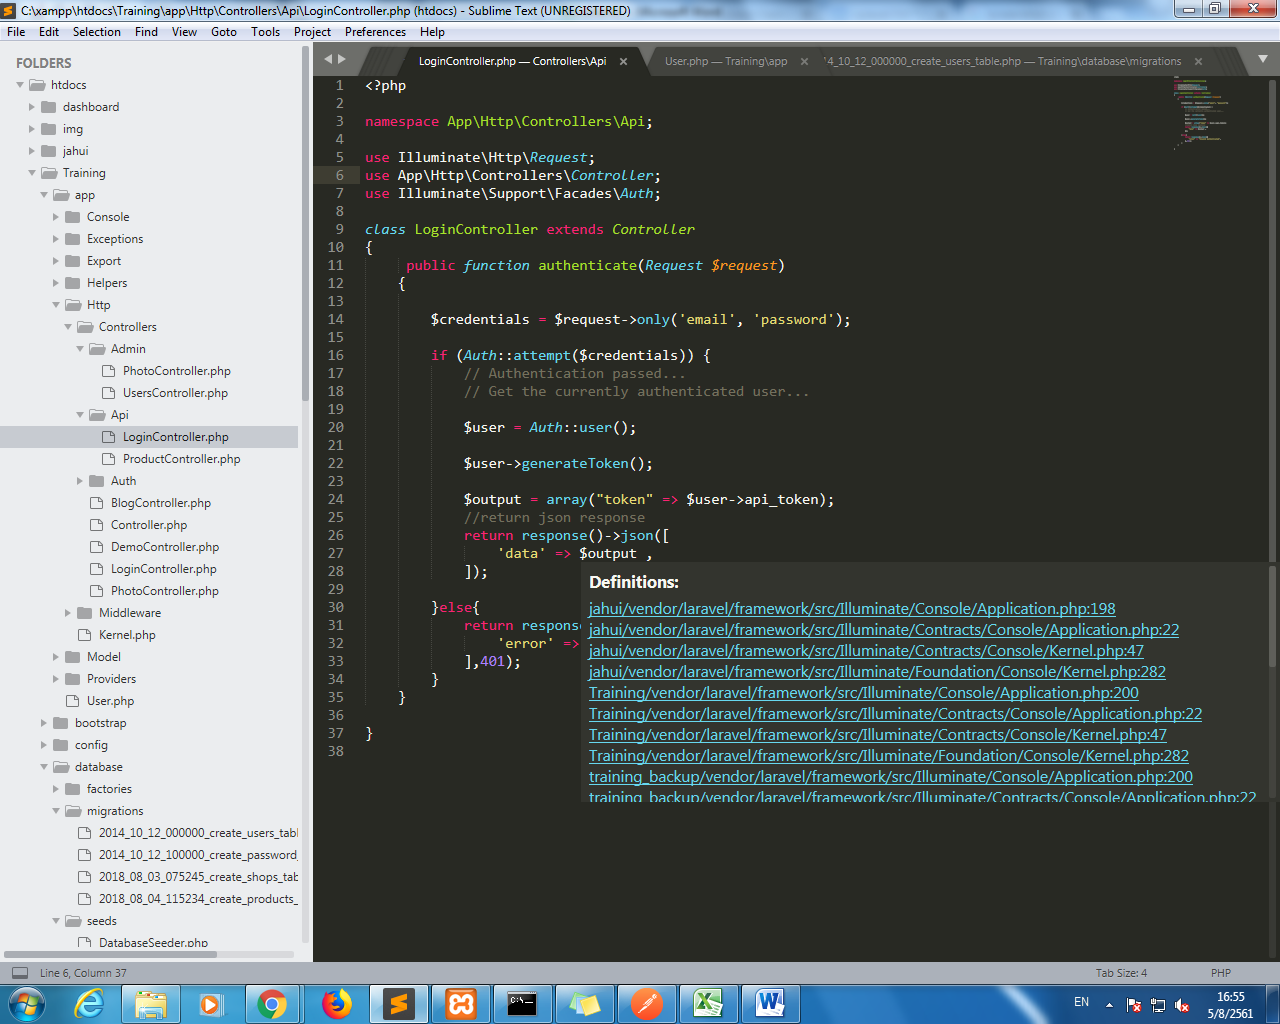 C:\xampp\htdocs\Training\app\Http\Controllers\Api\LoginController.php (htdocs) - Sublime Text (UNREGISTERED)
File Edit Selection Find View Goto Tools Project Preferences Help
FOLDERS
htdocs
dashboard
img
jahui
Training
app
Console
Exceptions
Export
Helpers
Http
Controllers
Admin
PhotoController.php
UsersController.php
Api
LoginController.php
ProductController.php
Auth
BlogController.php
Controller.php
DemoController.php
LoginController.php
PhotoController.php
Middleware
Kernel.php
Model
Providers
User.php
bootstrap
config
database
factories
migrations
2014_10_12_000000_create_users_tabl
2014_10_12_100000_create_password_
2018_08_03_075245_create_shops_tab
2018_08_04_115234_create_products_
seeds
DatabaseSeeder.php
LoginController.php — Controllers\Api × User.php — Training\app × 4_10_12_000000_create_users_table.php — Training\database\migrations ×
1 <?php
2
3 namespace App\Http\Controllers\Api;
4
5 use Illuminate\Http\Request;
6 use App\Http\Controllers\Controller;
7 use Illuminate\Support\Facades\Auth;
8
9 class LoginController extends Controller
10 {
11 public function authenticate(Request $request)
12 {
13
14 $credentials = $request->only('email', 'password');
15
16 if (Auth::attempt($credentials)) {
17 // Authentication passed...
18 // Get the currently authenticated user...
19
20 $user = Auth::user();
21
22 $user->generateToken();
23
24 $output = array("token" => $user->api_token);
25 //return json response
26 return response()->json([
27 'data' => $output ,
28 ]);
29
30 }else{
31 return response
32 'error' =>
33 ],401);
34 }
35 }
36
37 }
38
Definitions:
jahui/vendor/laravel/framework/src/Illuminate/Console/Application.php:198
jahui/vendor/laravel/framework/src/Illuminate/Contracts/Console/Application.php:22
jahui/vendor/laravel/framework/src/Illuminate/Contracts/Console/Kernel.php:47
jahui/vendor/laravel/framework/src/Illuminate/Foundation/Console/Kernel.php:282
Training/vendor/laravel/framework/src/Illuminate/Console/Application.php:200
Training/vendor/laravel/framework/src/Illuminate/Contracts/Console/Application.php:22
Training/vendor/laravel/framework/src/Illuminate/Contracts/Console/Kernel.php:47
Training/vendor/laravel/framework/src/Illuminate/Foundation/Console/Kernel.php:282
training_backup/vendor/laravel/framework/src/Illuminate/Console/Application.php:200
training_backup/vendor/laravel/framework/src/Illuminate/Contracts/Console/Application.php:22
Line 6, Column 37 Tab Size: 4 PHP
EN 16:55
5/8/2561